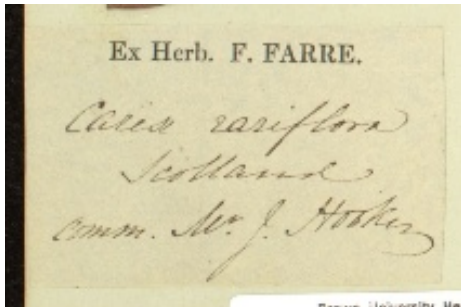 Ex Herb. F. FARRE.
Carex rariflora
Scotland
comm. Mr. J. Hooker